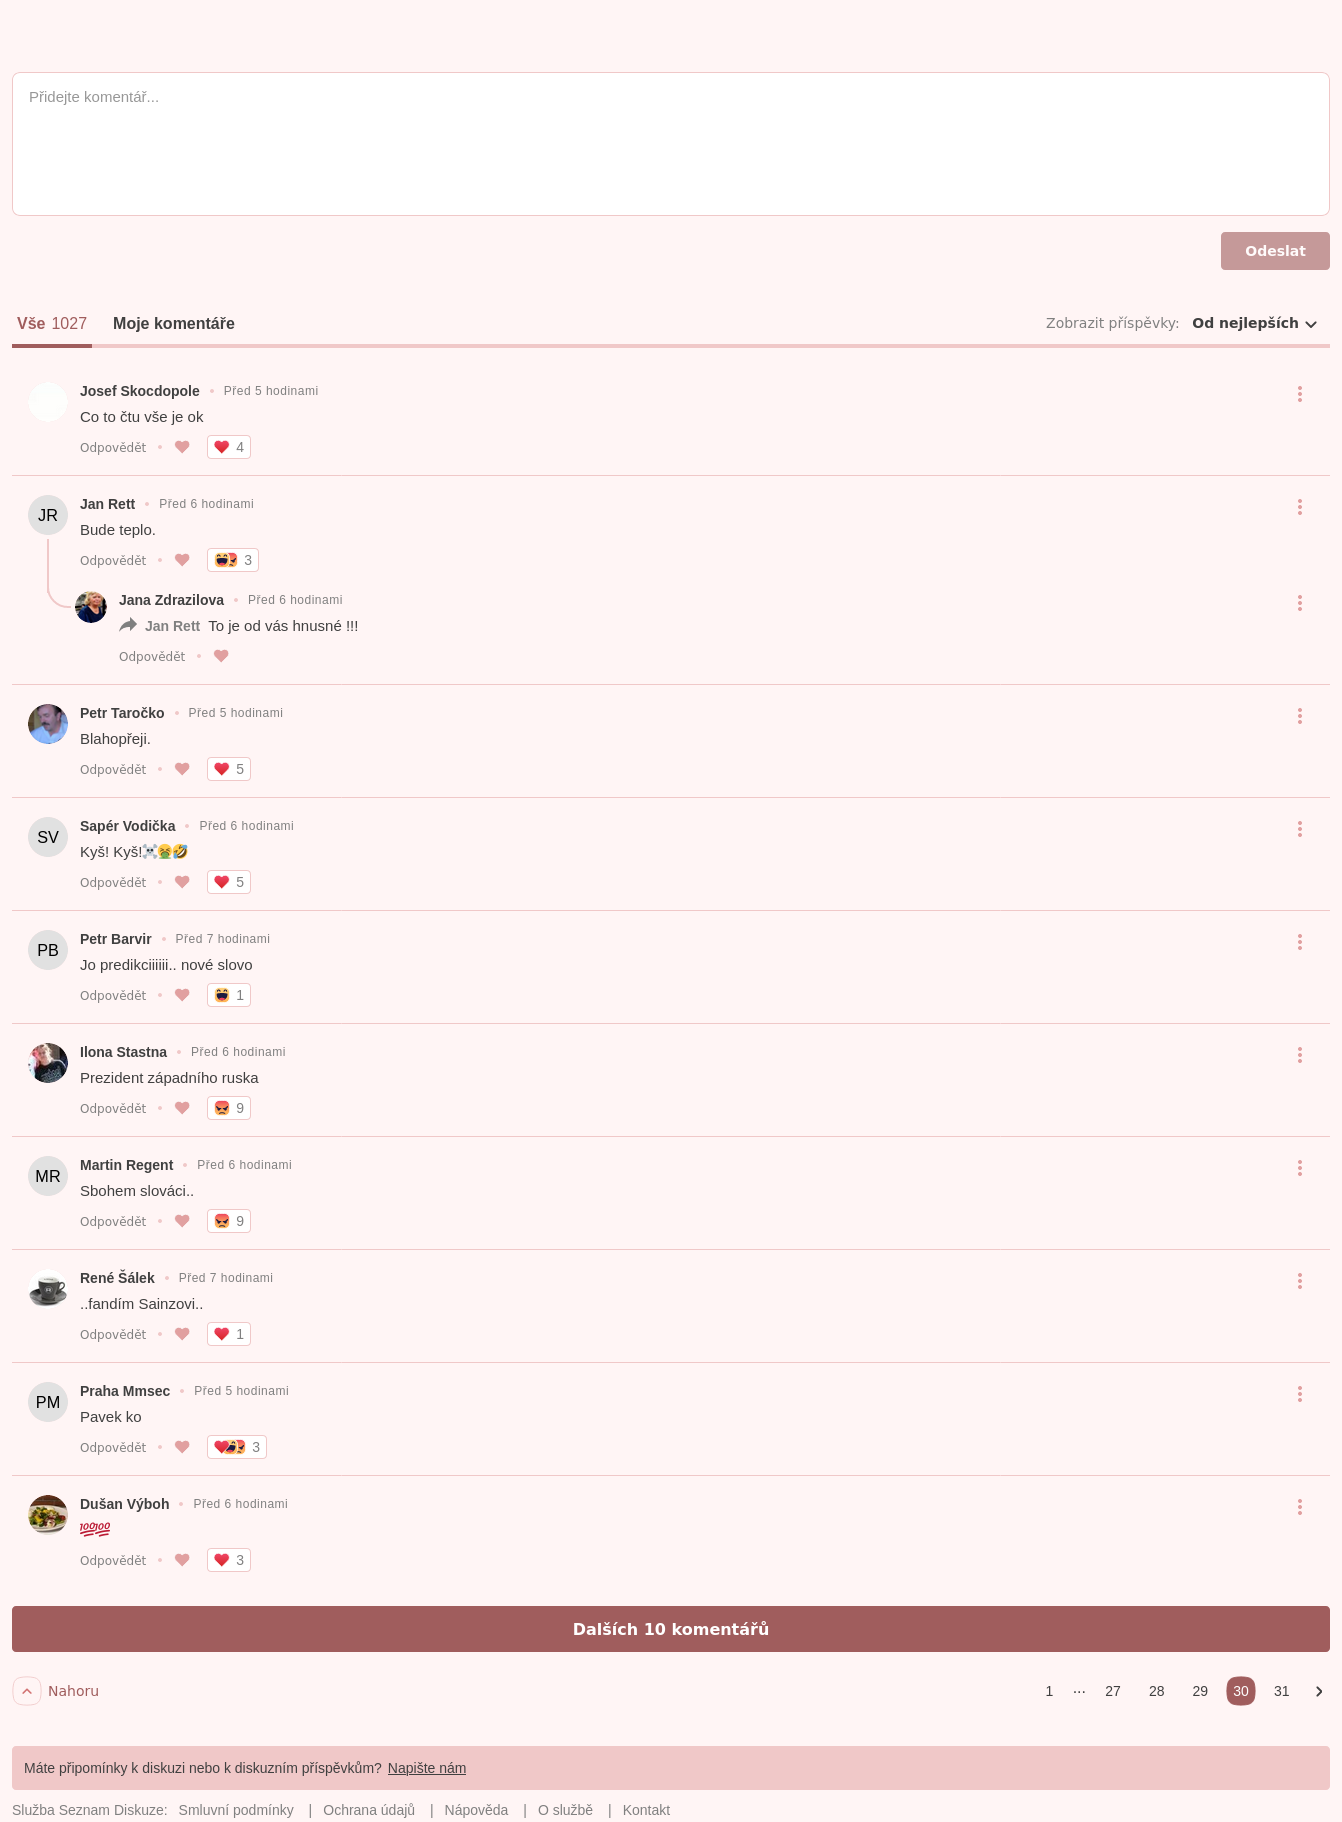 Přidejte komentář...
Odeslat
Vše 1027 Moje komentáře Zobrazit příspěvky: Od nejlepších
Josef Skocdopole • Před 5 hodinami
Co to čtu vše je ok
Odpovědět • 4
JR Jan Rett • Před 6 hodinami
Bude teplo.
Odpovědět • 3
Jana Zdrazilova • Před 6 hodinami
Jan Rett To je od vás hnusné !!!
Odpovědět •
Petr Taročko • Před 5 hodinami
Blahopřeji.
Odpovědět • 5
SV Sapér Vodička • Před 6 hodinami
Kyš! Kyš!☠️🤮🤣
Odpovědět • 5
PB Petr Barvir • Před 7 hodinami
Jo predikciiiiii.. nové slovo
Odpovědět • 1
Ilona Stastna • Před 6 hodinami
Prezident západního ruska
Odpovědět • 9
MR Martin Regent • Před 6 hodinami
Sbohem slováci..
Odpovědět • 9
René Šálek • Před 7 hodinami
..fandím Sainzovi..
Odpovědět • 1
PM Praha Mmsec • Před 5 hodinami
Pavek ko
Odpovědět • 3
Dušan Výboh • Před 6 hodinami
💯💯
Odpovědět • 3
Dalších 10 komentářů
Nahoru 1 ... 27 28 29 30 31
Máte připomínky k diskuzi nebo k diskuzním příspěvkům? Napište nám
Služba Seznam Diskuze: Smluvní podmínky | Ochrana údajů | Nápověda | O službě | Kontakt